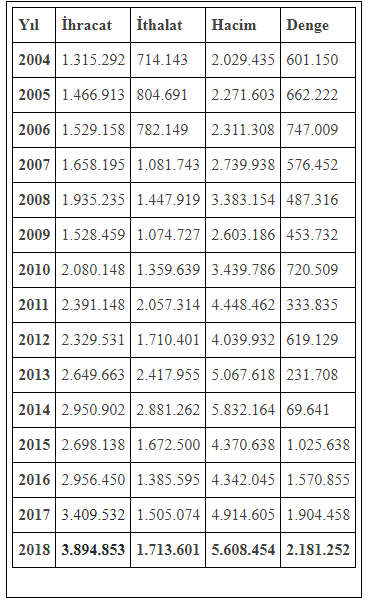 Yıl İhracat İthalat Hacim Denge
2004 1.315.292 714.143 2.029.435 601.150
2005 1.466.913 804.691 2.271.603 662.222
2006 1.529.158 782.149 2.311.308 747.009
2007 1.658.195 1.081.743 2.739.938 576.452
2008 1.935.235 1.447.919 3.383.154 487.316
2009 1.528.459 1.074.727 2.603.186 453.732
2010 2.080.148 1.359.639 3.439.786 720.509
2011 2.391.148 2.057.314 4.448.462 333.835
2012 2.329.531 1.710.401 4.039.932 619.129
2013 2.649.663 2.417.955 5.067.618 231.708
2014 2.950.902 2.881.262 5.832.164 69.641
2015 2.698.138 1.672.500 4.370.638 1.025.638
2016 2.956.450 1.385.595 4.342.045 1.570.855
2017 3.409.532 1.505.074 4.914.605 1.904.458
2018 3.894.853 1.713.601 5.608.454 2.181.252